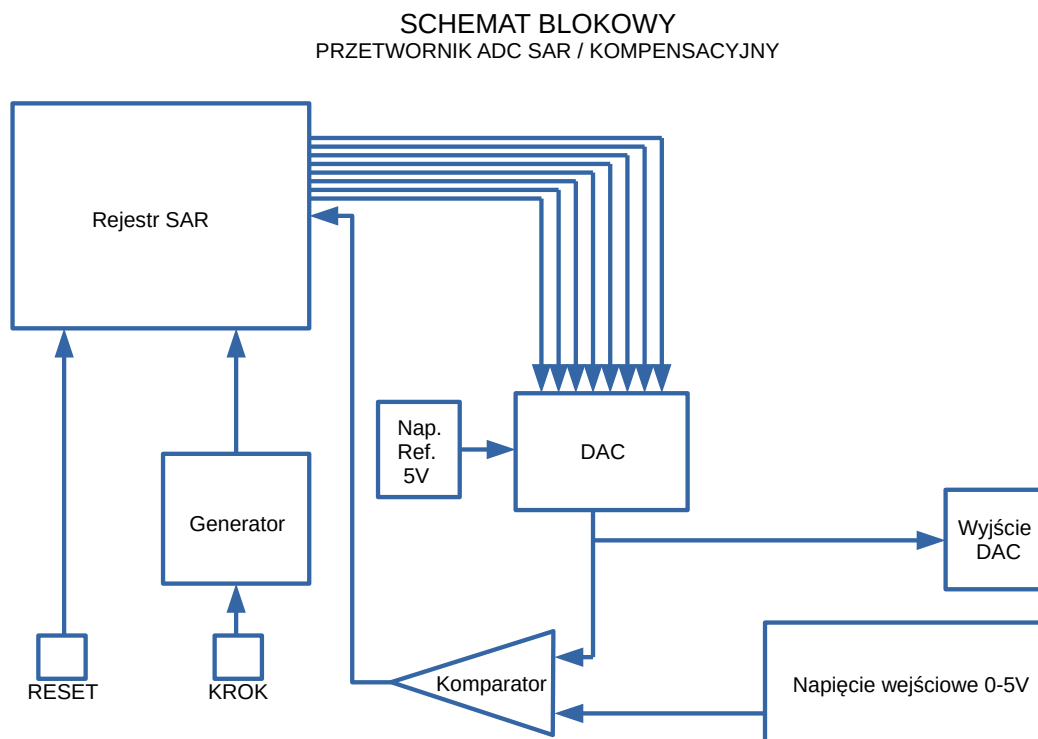 SCHEMAT BLOKOWY
PRZETWORNIK ADC SAR / KOMPENSACYJNY
Rejestr SAR
Nap.
Ref.
5V
DAC
Generator
Wyjście
DAC
RESET
KROK
Komparator
Napięcie wejściowe 0-5V